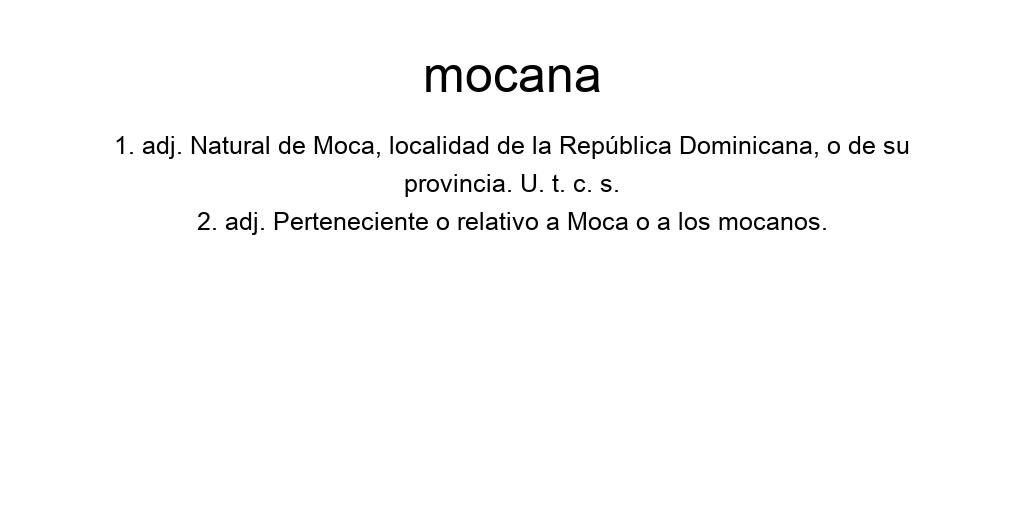 mocana
1. adj. Natural de Moca, localidad de la República Dominicana, o de su
provincia. U. t. c. s.
2. adj. Perteneciente o relativo a Moca o a los mocanos.